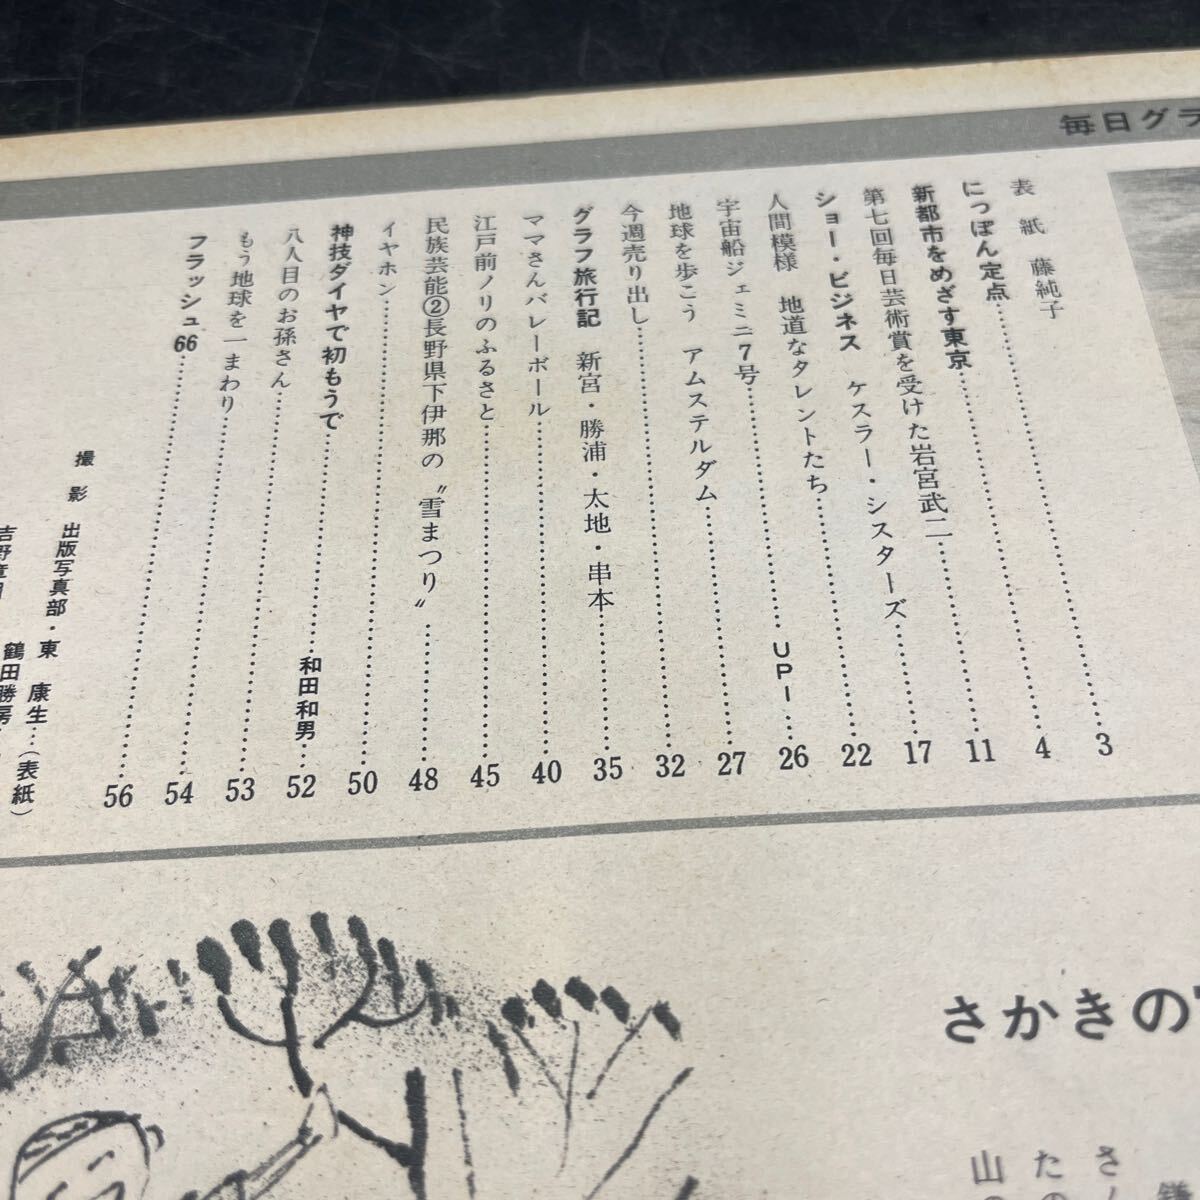 毎日グラ
表紙 藤純子
にっぽん定点……3
新都市をめざす東京……4
第七回毎日芸術賞を受けた岩宮武二……11
ショー・ビジネス ケスラー・シスターズ……17
人間模様 地道なタレントたち……22
宇宙船ジェミニ7号……UPI……26
地球を歩こう アムステルダム……27
今週売り出し……32
グラフ旅行記 新宮・勝浦・太地・串本……35
ママさんバレーボール……40
江戸前ノリのふるさと……45
民族芸能②長野県下伊那の〝雪まつり〟……48
イヤホン……50
神技ダイヤで初もうで……和田和男……52
八人目のお孫さん……53
もう地球を一まわり……54
フラッシュ66……56
撮影 出版写真部・東 康生…(表紙)
鶴田勝房
さかきの